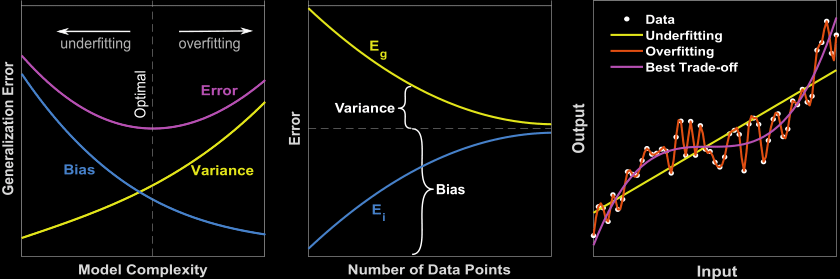 underfitting
overfitting
Optimal
Error
Bias
Variance
Generalization Error
Model Complexity
Eg
Variance
Bias
Ei
Error
Number of Data Points
Data
Underfitting
Overfitting
Best Trade-off
Output
Input